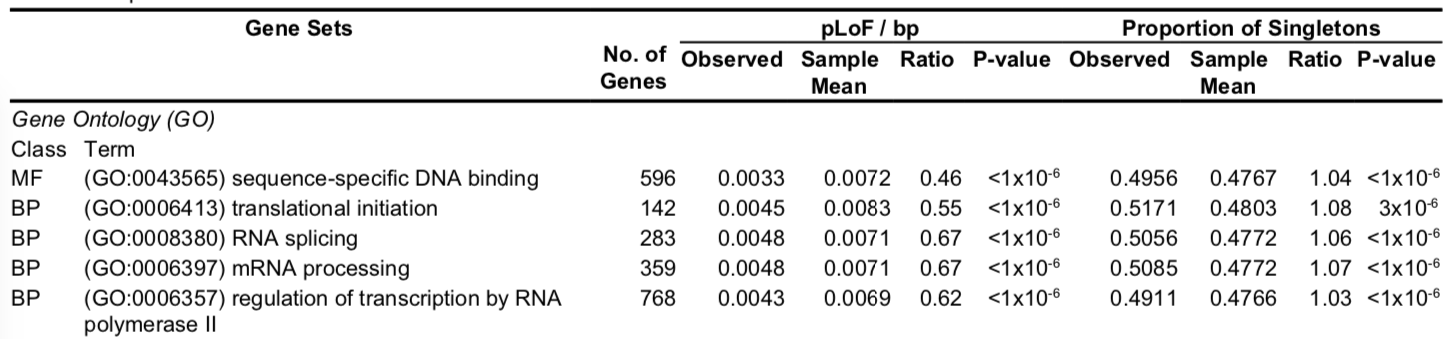 Gene Sets pLoF / bp Proportion of Singletons
No. of Genes Observed Sample Mean Ratio P-value Observed Sample Mean Ratio P-value
Gene Ontology (GO)
Class Term
MF (GO:0043565) sequence-specific DNA binding 596 0.0033 0.0072 0.46 <1x10⁻⁶ 0.4956 0.4767 1.04 <1x10⁻⁶
BP (GO:0006413) translational initiation 142 0.0045 0.0083 0.55 <1x10⁻⁶ 0.5171 0.4803 1.08 3x10⁻⁶
BP (GO:0008380) RNA splicing 283 0.0048 0.0071 0.67 <1x10⁻⁶ 0.5056 0.4772 1.06 <1x10⁻⁶
BP (GO:0006397) mRNA processing 359 0.0048 0.0071 0.67 <1x10⁻⁶ 0.5085 0.4772 1.07 <1x10⁻⁶
BP (GO:0006357) regulation of transcription by RNA 768 0.0043 0.0069 0.62 <1x10⁻⁶ 0.4911 0.4766 1.03 <1x10⁻⁶
polymerase II